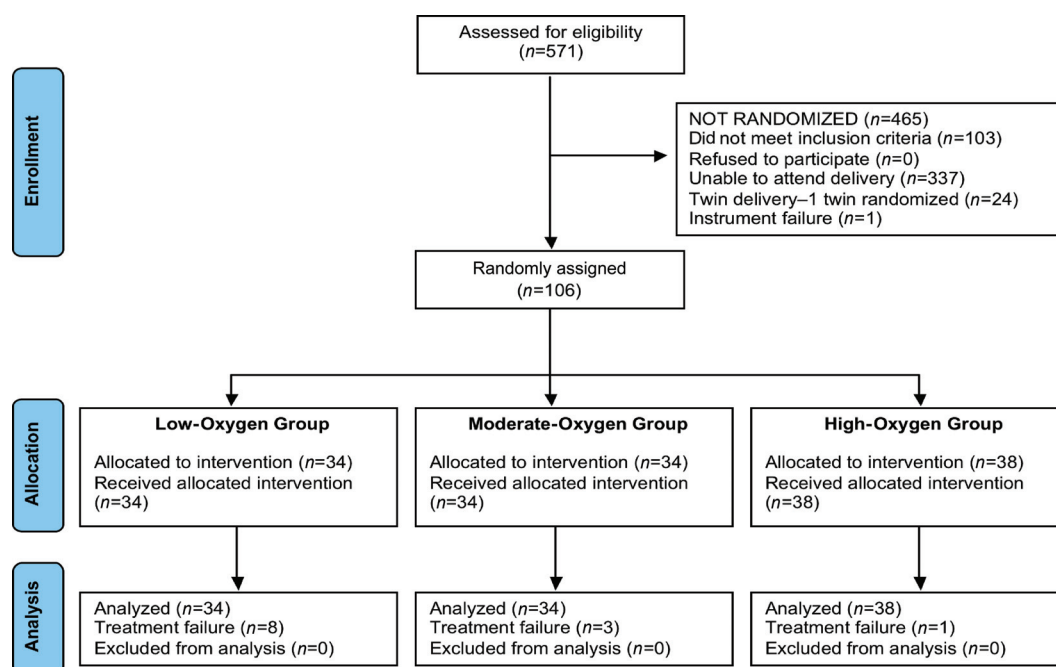 Assessed for eligibility
(n=571)
Enrollment
NOT RANDOMIZED (n=465)
Did not meet inclusion criteria (n=103)
Refused to participate (n=0)
Unable to attend delivery (n=337)
Twin delivery–1 twin randomized (n=24)
Instrument failure (n=1)
Randomly assigned
(n=106)
Allocation
Low-Oxygen Group
Allocated to intervention (n=34)
Received allocated intervention
(n=34)
Moderate-Oxygen Group
Allocated to intervention (n=34)
Received allocated intervention
(n=34)
High-Oxygen Group
Allocated to intervention (n=38)
Received allocated intervention
(n=38)
Analysis
Analyzed (n=34)
Treatment failure (n=8)
Excluded from analysis (n=0)
Analyzed (n=34)
Treatment failure (n=3)
Excluded from analysis (n=0)
Analyzed (n=38)
Treatment failure (n=1)
Excluded from analysis (n=0)